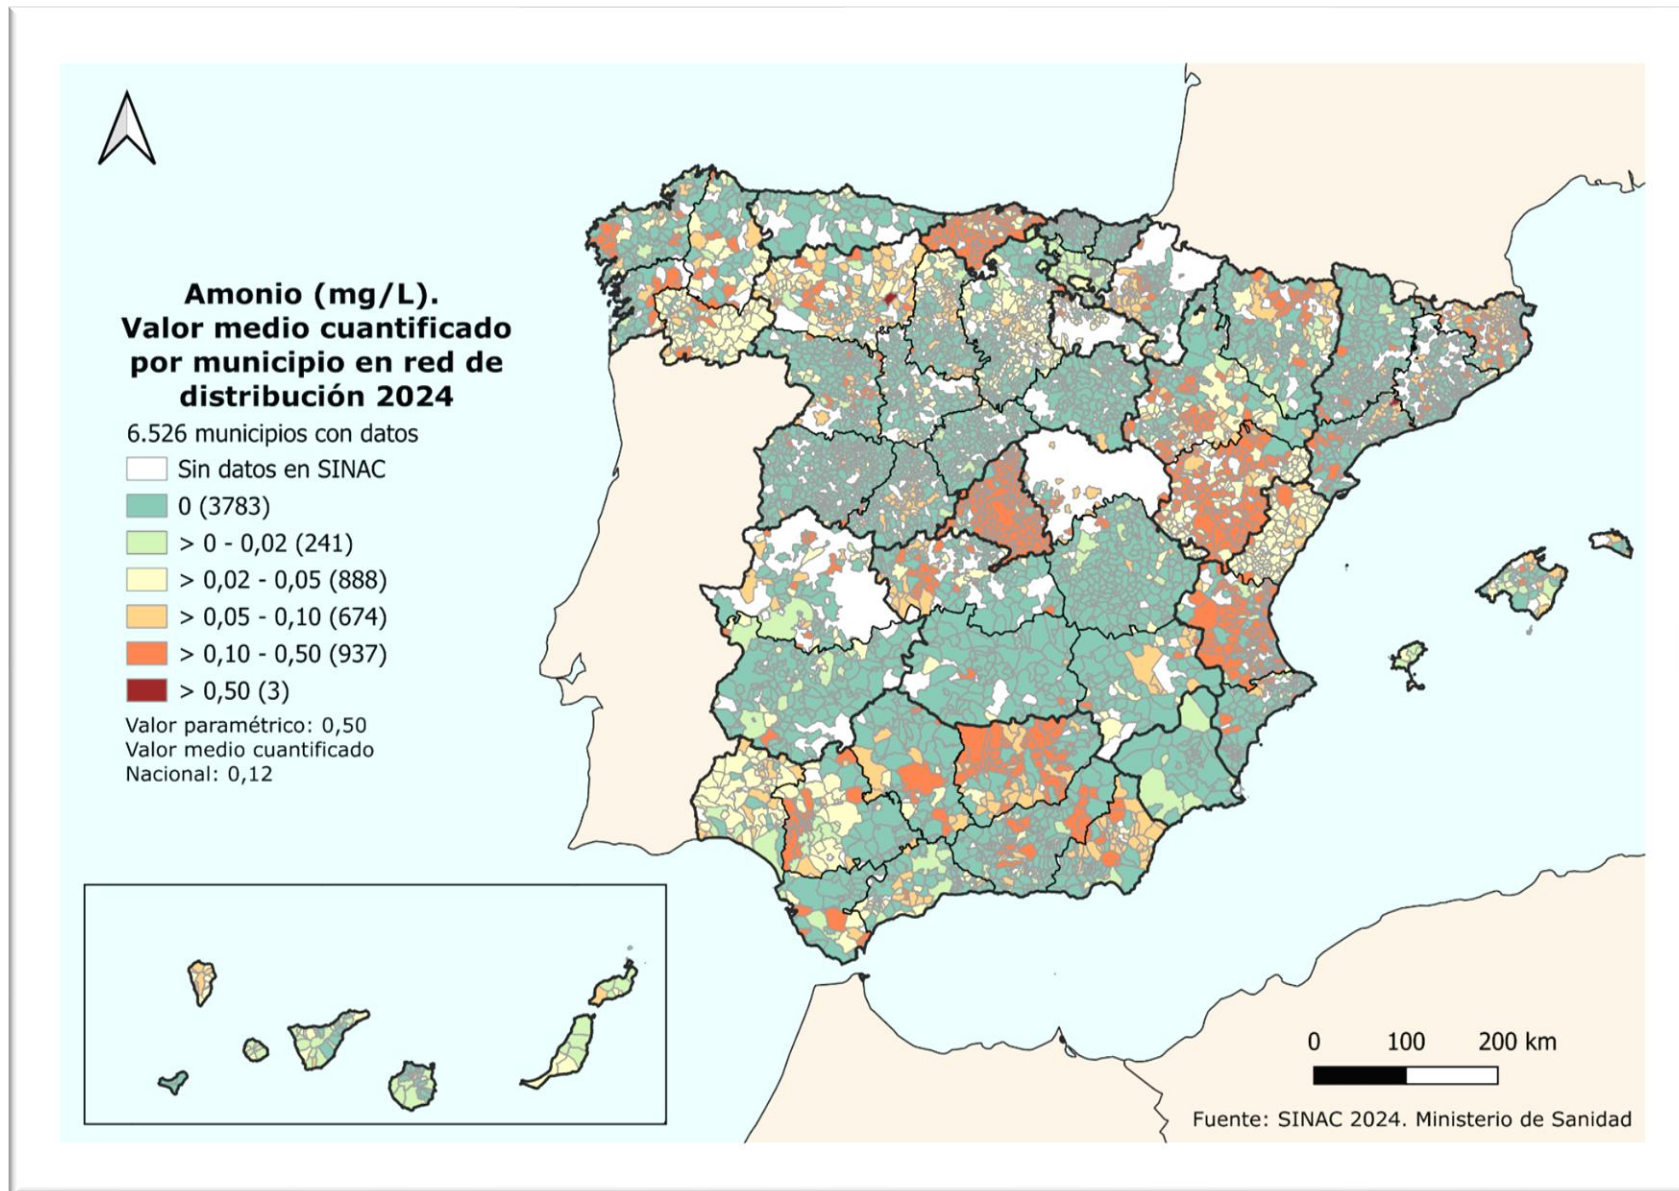 Amonio (mg/L).
Valor medio cuantificado
por municipio en red de
distribución 2024
6.526 municipios con datos
Sin datos en SINAC
0 (3783)
> 0 - 0,02 (241)
> 0,02 - 0,05 (888)
> 0,05 - 0,10 (674)
> 0,10 - 0,50 (937)
> 0,50 (3)
Valor paramétrico: 0,50
Valor medio cuantificado
Nacional: 0,12
0 100 200 km
Fuente: SINAC 2024. Ministerio de Sanidad